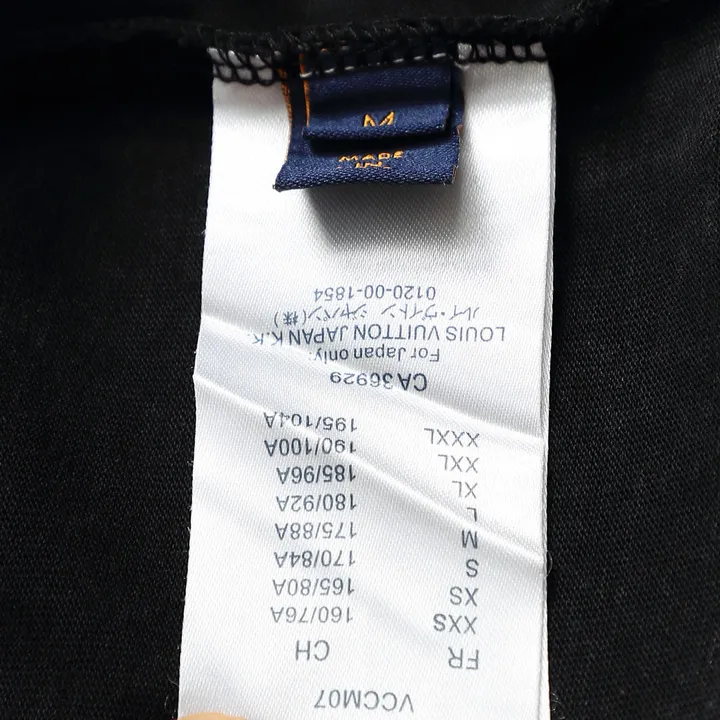 M
MADE
IN
VCCM07
FR CH
XXS 160/76A
XS 165/80A
S 170/84A
M 175/88A
L 180/92A
XL 185/96A
XXL 190/100A
XXXL 195/104A
CA36929
For Japan only:
LOUIS VUITTON JAPAN K.K.
ルイ・ヴィトン ジャパン(株)
0120-00-1854